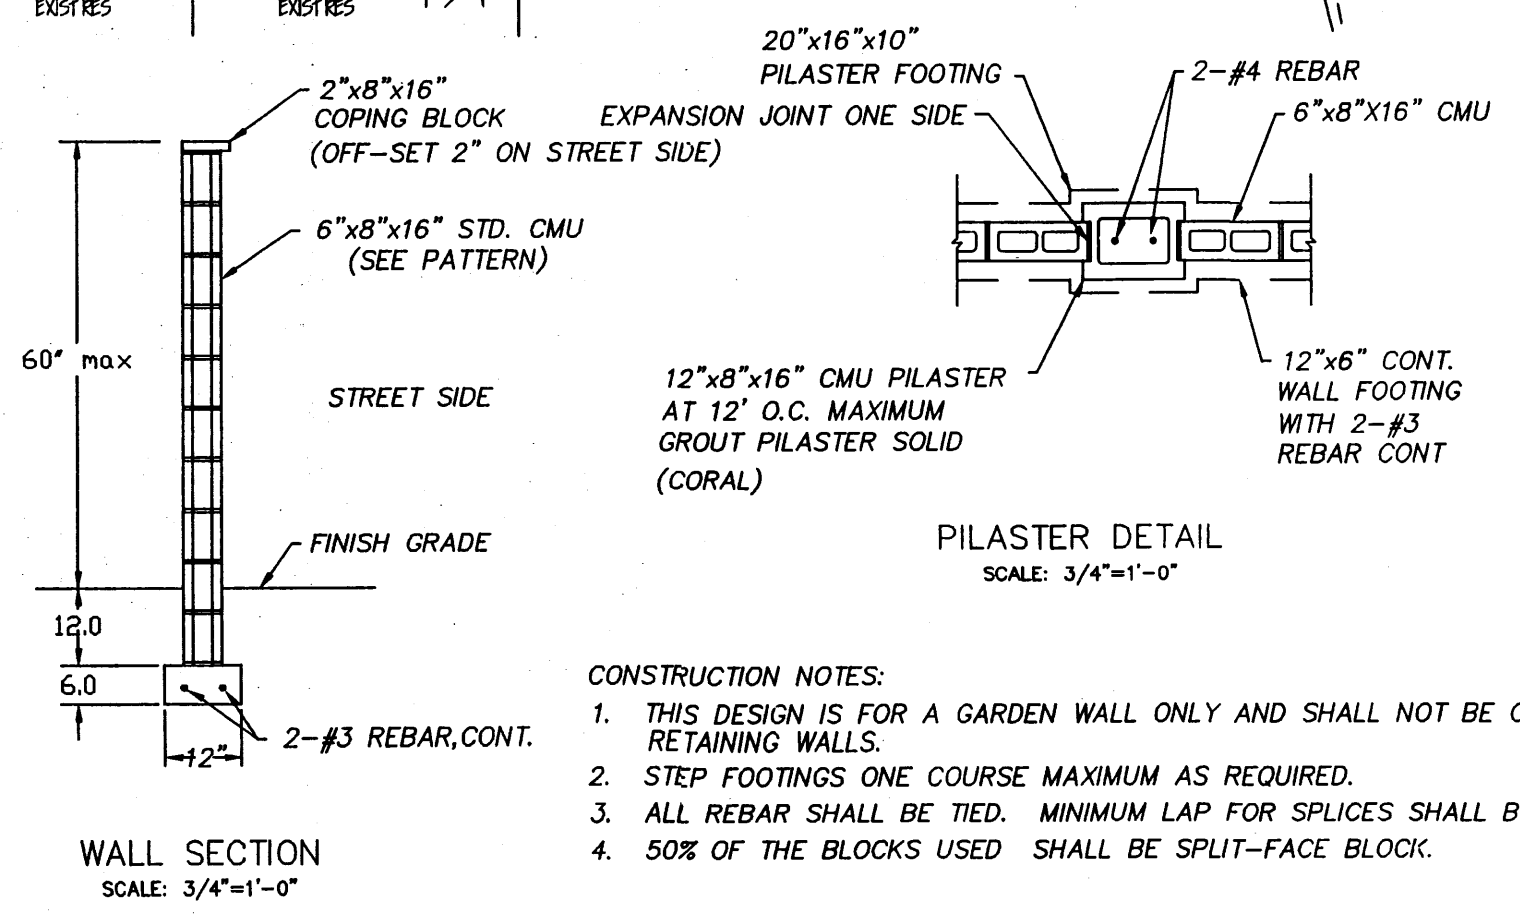 EXIST RES
EXIST RES
2"x8"x16"
COPING BLOCK
(OFF-SET 2" ON STREET SIDE)
6"x8"x16" STD. CMU
(SEE PATTERN)
60" max
STREET SIDE
FINISH GRADE
12.0
6.0
2-#3 REBAR, CONT.
12"
WALL SECTION
SCALE: 3/4"=1'-0"
20"x16"x10"
PILASTER FOOTING
2-#4 REBAR
EXPANSION JOINT ONE SIDE
6"x8"X16" CMU
12"x8"x16" CMU PILASTER
AT 12' O.C. MAXIMUM
GROUT PILASTER SOLID
(CORAL)
12"x6" CONT.
WALL FOOTING
WITH 2-#3
REBAR CONT
PILASTER DETAIL
SCALE: 3/4"=1'-0"
CONSTRUCTION NOTES:
1. THIS DESIGN IS FOR A GARDEN WALL ONLY AND SHALL NOT BE
RETAINING WALLS.
2. STEP FOOTINGS ONE COURSE MAXIMUM AS REQUIRED.
3. ALL REBAR SHALL BE TIED. MINIMUM LAP FOR SPLICES SHALL
4. 50% OF THE BLOCKS USED SHALL BE SPLIT-FACE BLOCK.